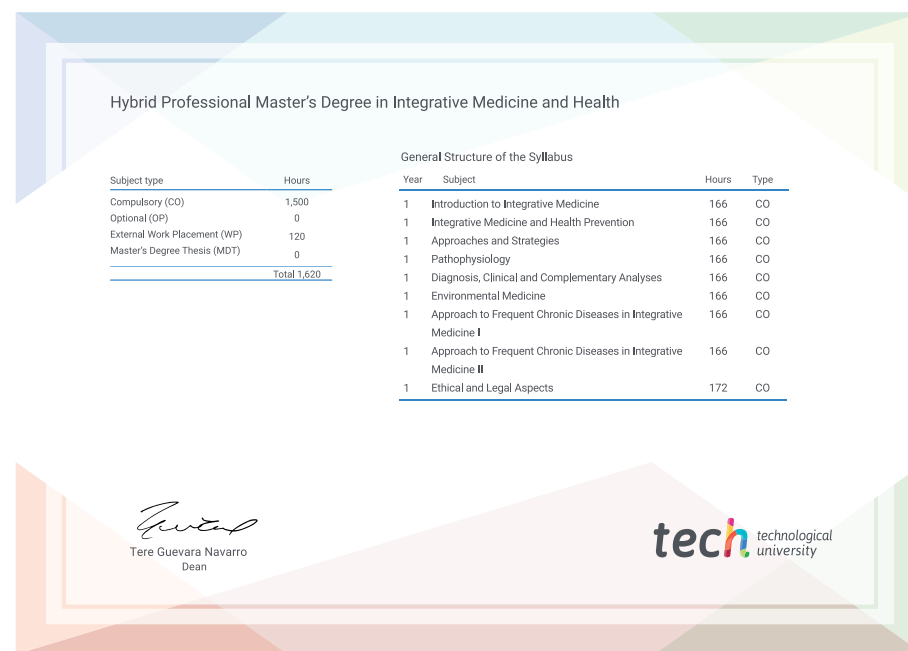 Hybrid Professional Master's Degree in Integrative Medicine and Health
Subject type Hours
Compulsory (CO) 1,500
Optional (OP) 0
External Work Placement (WP) 120
Master's Degree Thesis (MDT) 0
Total 1,620
General Structure of the Syllabus
Year Subject Hours Type
1 Introduction to Integrative Medicine 166 CO
1 Integrative Medicine and Health Prevention 166 CO
1 Approaches and Strategies 166 CO
1 Pathophysiology 166 CO
1 Diagnosis, Clinical and Complementary Analyses 166 CO
1 Environmental Medicine 166 CO
1 Approach to Frequent Chronic Diseases in Integrative 166 CO
Medicine I
1 Approach to Frequent Chronic Diseases in Integrative 166 CO
Medicine II
1 Ethical and Legal Aspects 172 CO
Tere Guevara Navarro
Dean
tech technological
university